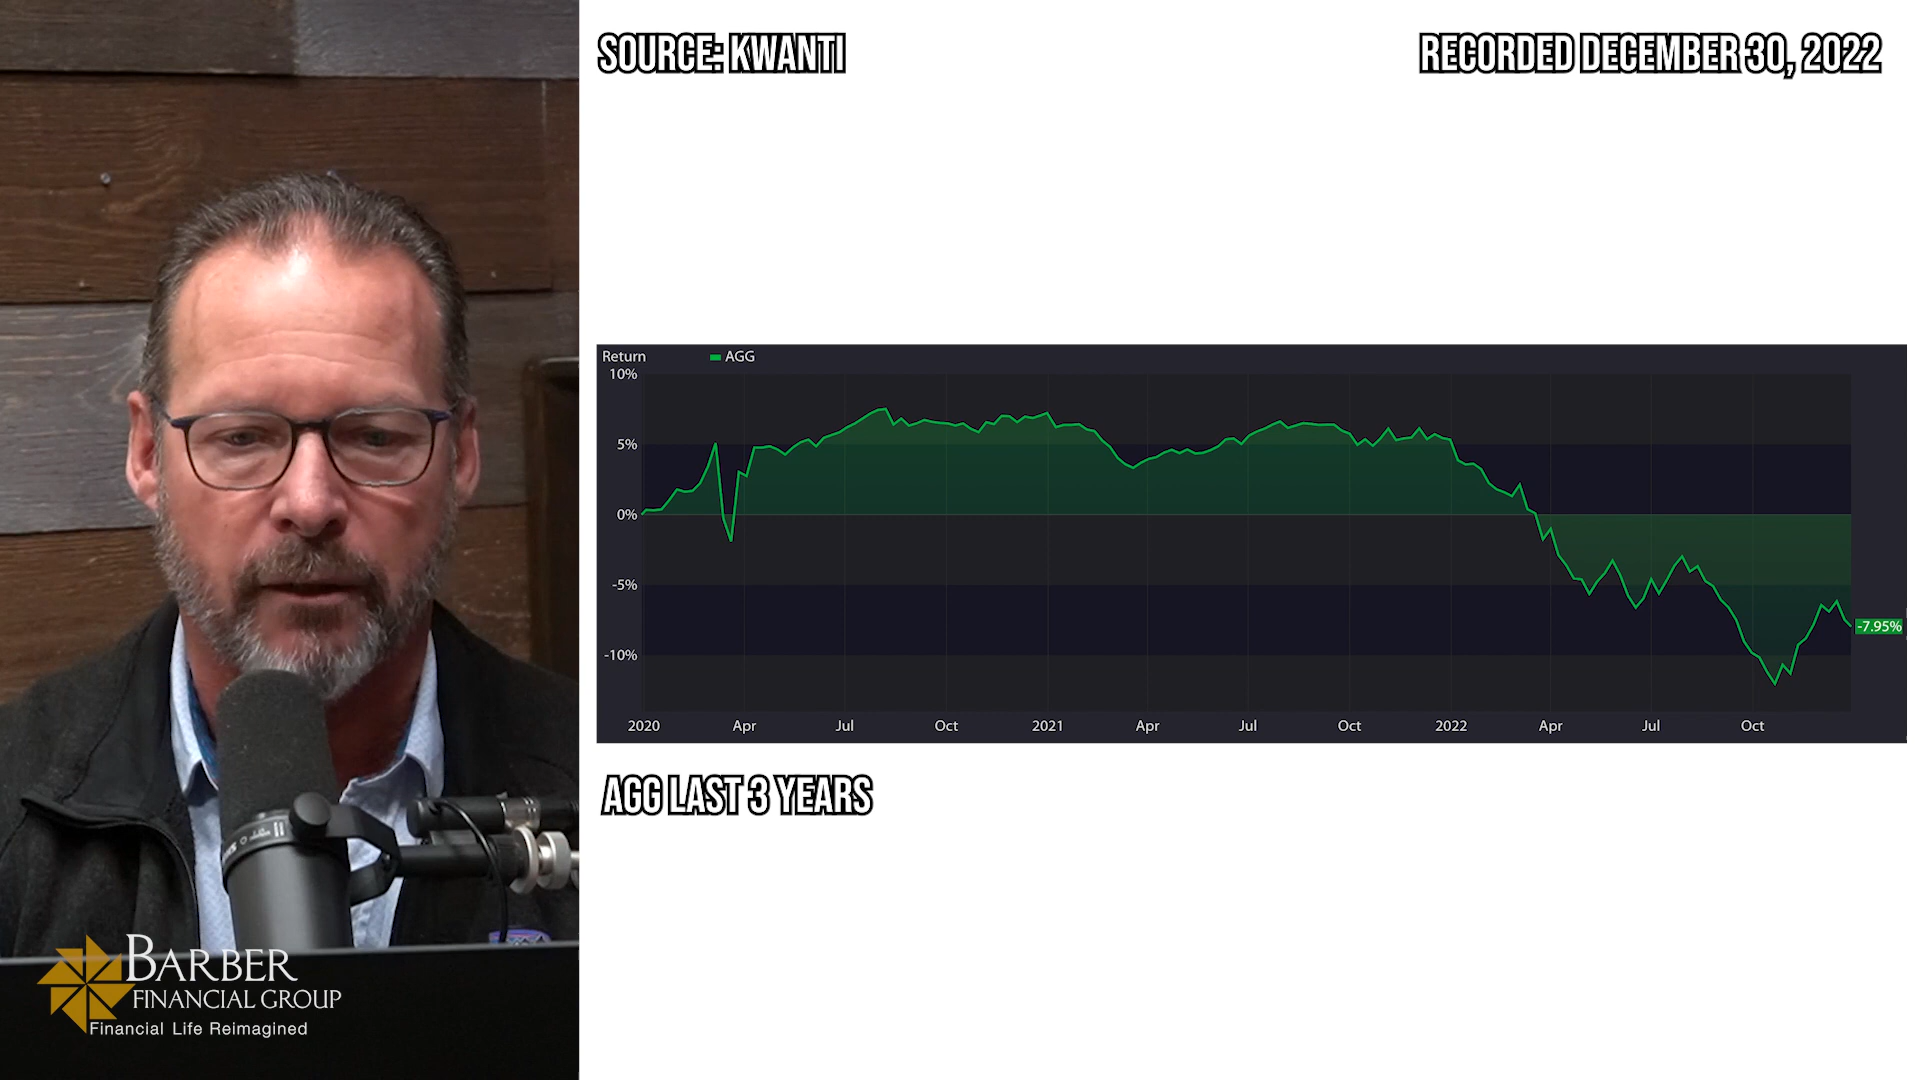 SOURCE: KWANTI
RECORDED DECEMBER 30, 2022
Return
AGG
10%
5%
0%
-5%
-10%
-7.95%
2020 Apr Jul Oct 2021 Apr Jul Oct 2022 Apr Jul Oct
AGG LAST 3 YEARS
BARBER
FINANCIAL GROUP
Financial Life Reimagined